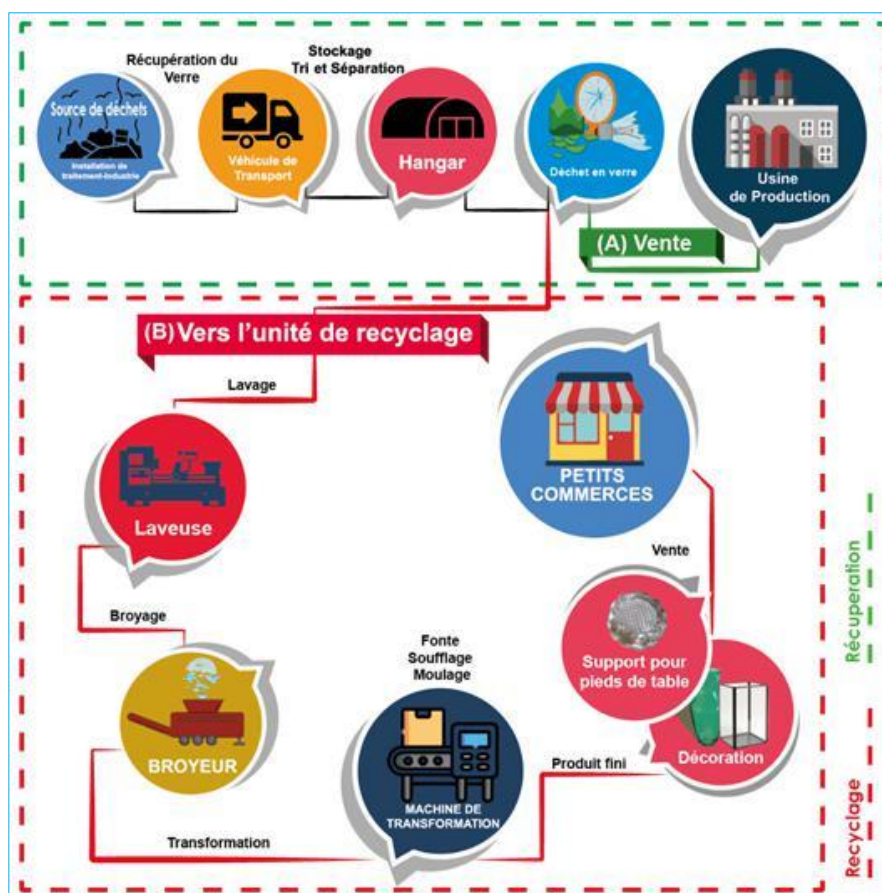 Récupération du
Verre
Stockage
Tri et Séparation
Source de déchets
Installation de
traitement-Industrie
Véhicule de
Transport
Hangar
Déchet en verre
Usine
de Production
(A) Vente
(B) Vers l'unité de recyclage
Lavage
Laveuse
Broyage
BROYEUR
Transformation
Fonte
Soufflage
Moulage
MACHINE DE
TRANSFORMATION
Produit fini
Décoration
Support pour
pieds de table
Vente
PETITS
COMMERCES
Récuperation
Recyclage